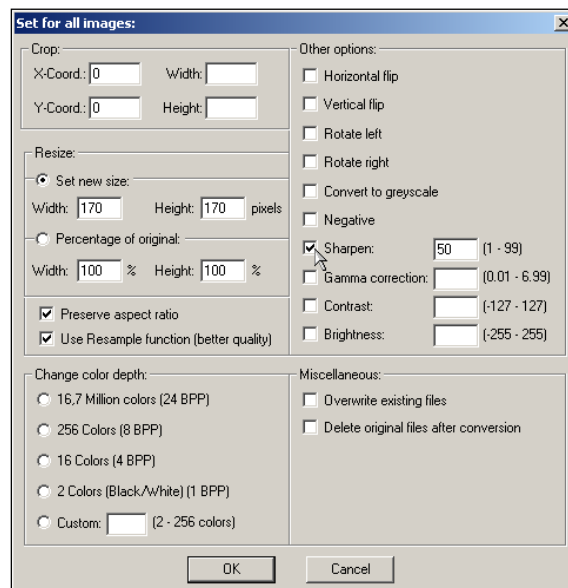 Set for all images:
Crop:
X-Coord.: 0 Width:
Y-Coord.: 0 Height:
Resize:
Set new size:
Width: 170 Height: 170 pixels
Percentage of original:
Width: 100 % Height: 100 %
Preserve aspect ratio
Use Resample function (better quality)
Other options:
Horizontal flip
Vertical flip
Rotate left
Rotate right
Convert to greyscale
Negative
Sharpen: 50 (1 - 99)
Gamma correction: (0.01 - 6.99)
Contrast: (-127 - 127)
Brightness: (-255 - 255)
Change color depth:
16,7 Million colors (24 BPP)
256 Colors (8 BPP)
16 Colors (4 BPP)
2 Colors (Black/White) (1 BPP)
Custom: (2 - 256 colors)
Miscellaneous:
Overwrite existing files
Delete original files after conversion
OK Cancel